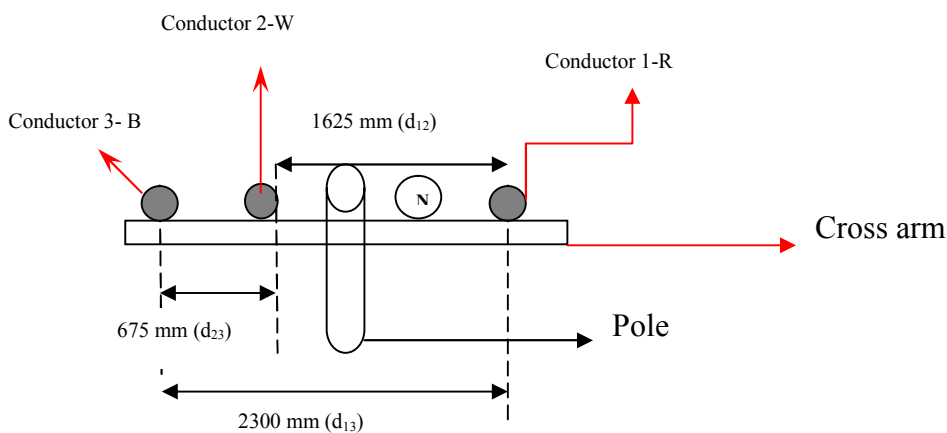 Conductor 2-W
Conductor 1-R
Conductor 3- B
1625 mm (d12)
N
Cross arm
675 mm (d23)
Pole
2300 mm (d13)